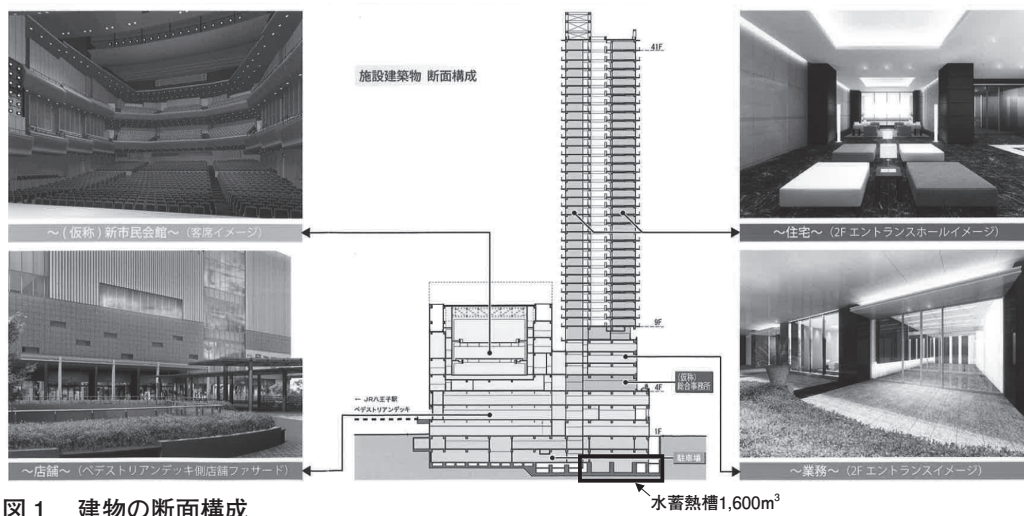 施設建築物 断面構成
41F
9F
(仮称)
総合事務所
4F
← JR八王子駅
ペデストリアンデッキ
1F
駐車場
水蓄熱槽1,600m³
~(仮称)新市民会館~(客席イメージ)
~店舗~(ペデストリアンデッキ側店舗ファサード)
~住宅~(2F エントランスホールイメージ)
~業務~(2F エントランスイメージ)
図1 建物の断面構成